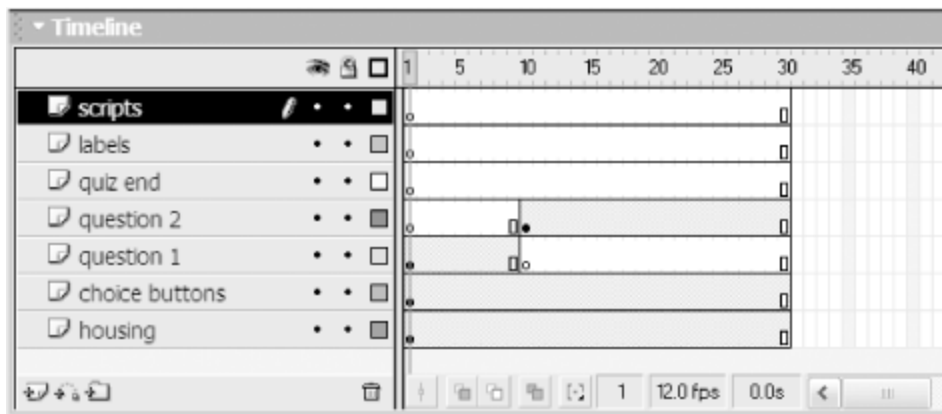 Timeline
1 5 10 15 20 25 30 35 40
scripts
labels
quiz end
question 2
question 1
choice buttons
housing
1 12.0 fps 0.0s